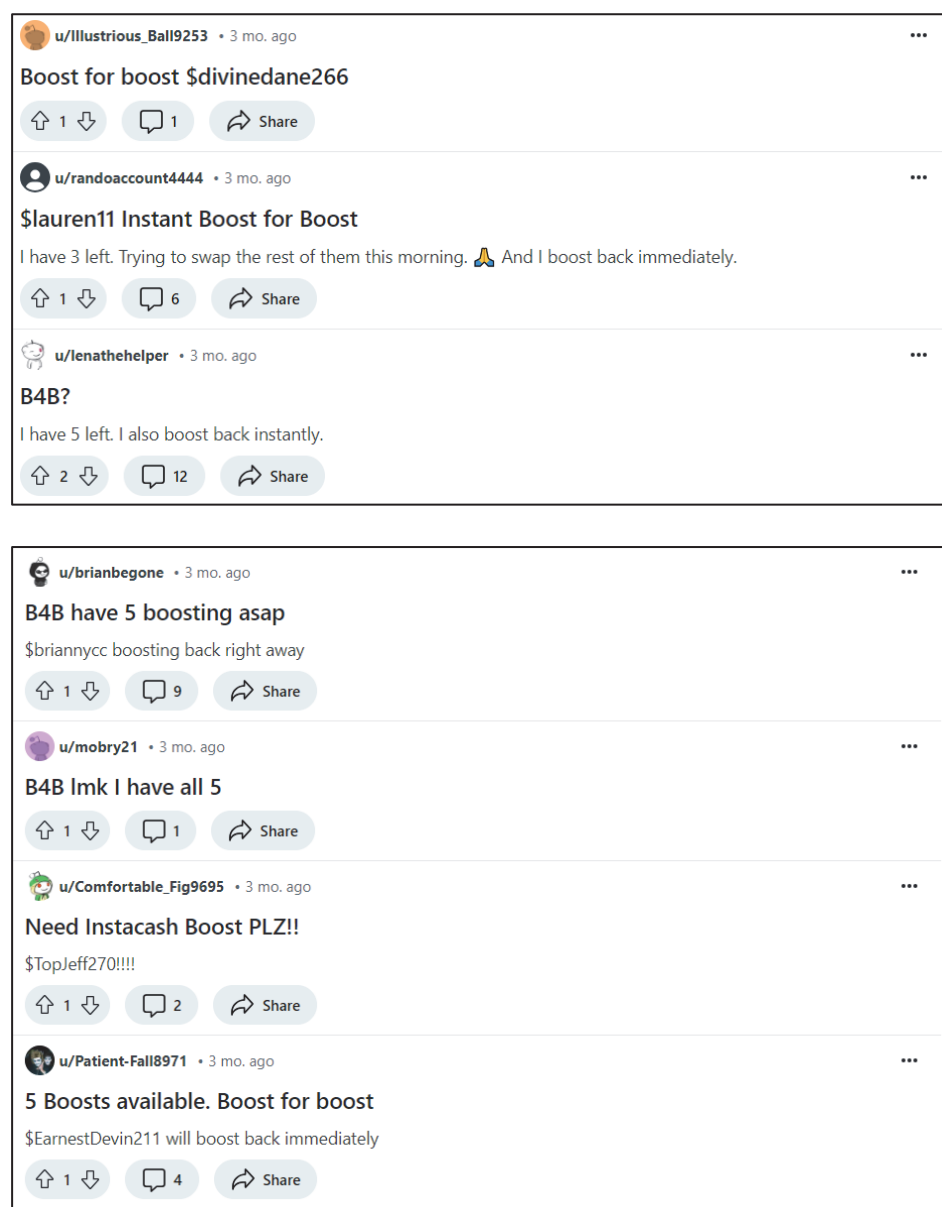 u/Illustrious_Ball9253 • 3 mo. ago
Boost for boost $divinedane266
1 1 Share
u/randoaccount4444 • 3 mo. ago
$lauren11 Instant Boost for Boost
I have 3 left. Trying to swap the rest of them this morning. 🙏 And I boost back immediately.
1 6 Share
u/lenathehelper • 3 mo. ago
B4B?
I have 5 left. I also boost back instantly.
2 12 Share
u/brianbegone • 3 mo. ago
B4B have 5 boosting asap
$briannycc boosting back right away
1 9 Share
u/mobry21 • 3 mo. ago
B4B lmk I have all 5
1 1 Share
u/Comfortable_Fig9695 • 3 mo. ago
Need Instacash Boost PLZ!!
$TopJeff270!!!!
1 2 Share
u/Patient-Fall8971 • 3 mo. ago
5 Boosts available. Boost for boost
$EarnestDevin211 will boost back immediately
1 4 Share